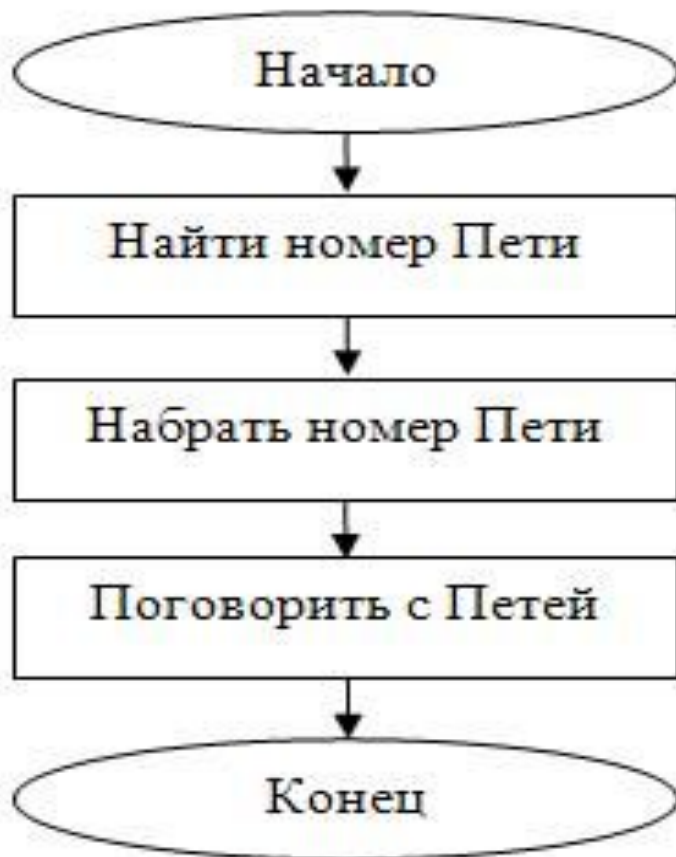 Начало
Найти номер Пети
Набрать номер Пети
Поговорить с Петей
Конец